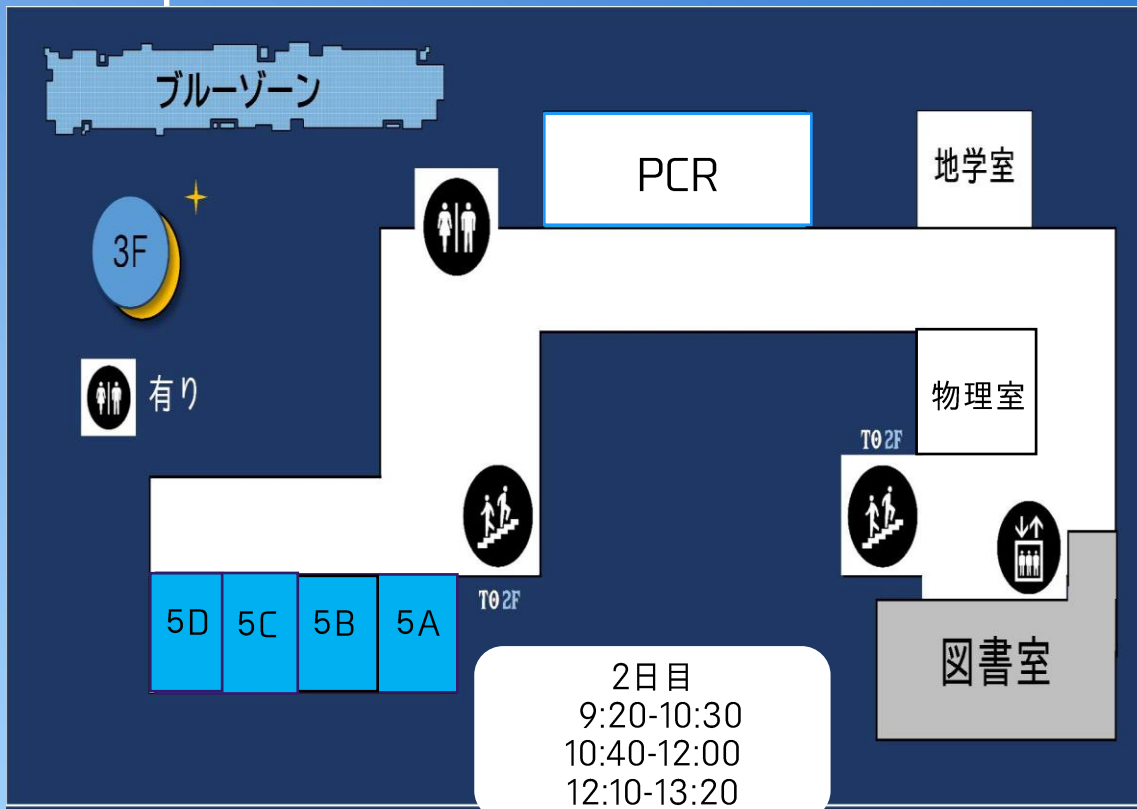 ブルーゾーン
PCR
地学室
3F
有り
物理室
TO 2F
TO 2F
5D
5C
5B
5A
図書室
2日目
9:20-10:30
10:40-12:00
12:10-13:20